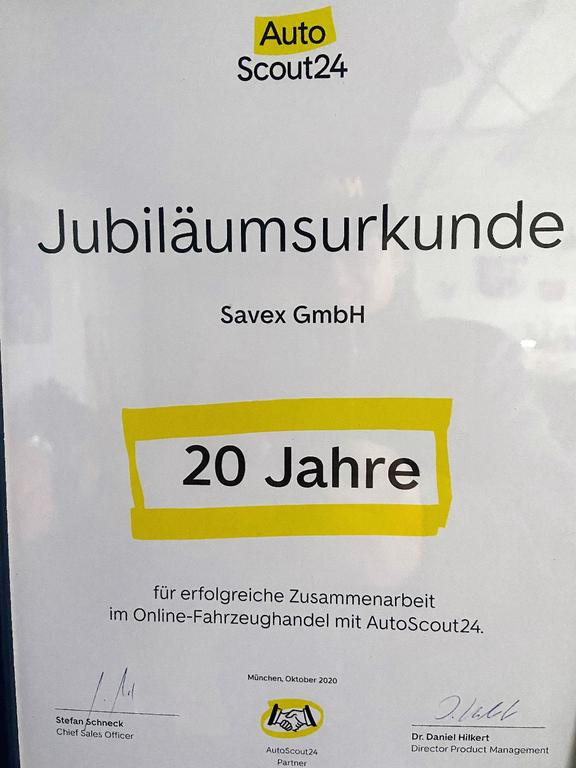 Auto
Scout24
Jubiläumsurkunde
Savex GmbH
20 Jahre
für erfolgreiche Zusammenarbeit
im Online-Fahrzeughandel mit AutoScout24.
München, Oktober 2020
Stefan Schneck
Chief Sales Officer
AutoScout24
Partner
Dr. Daniel Hilkert
Director Product Management